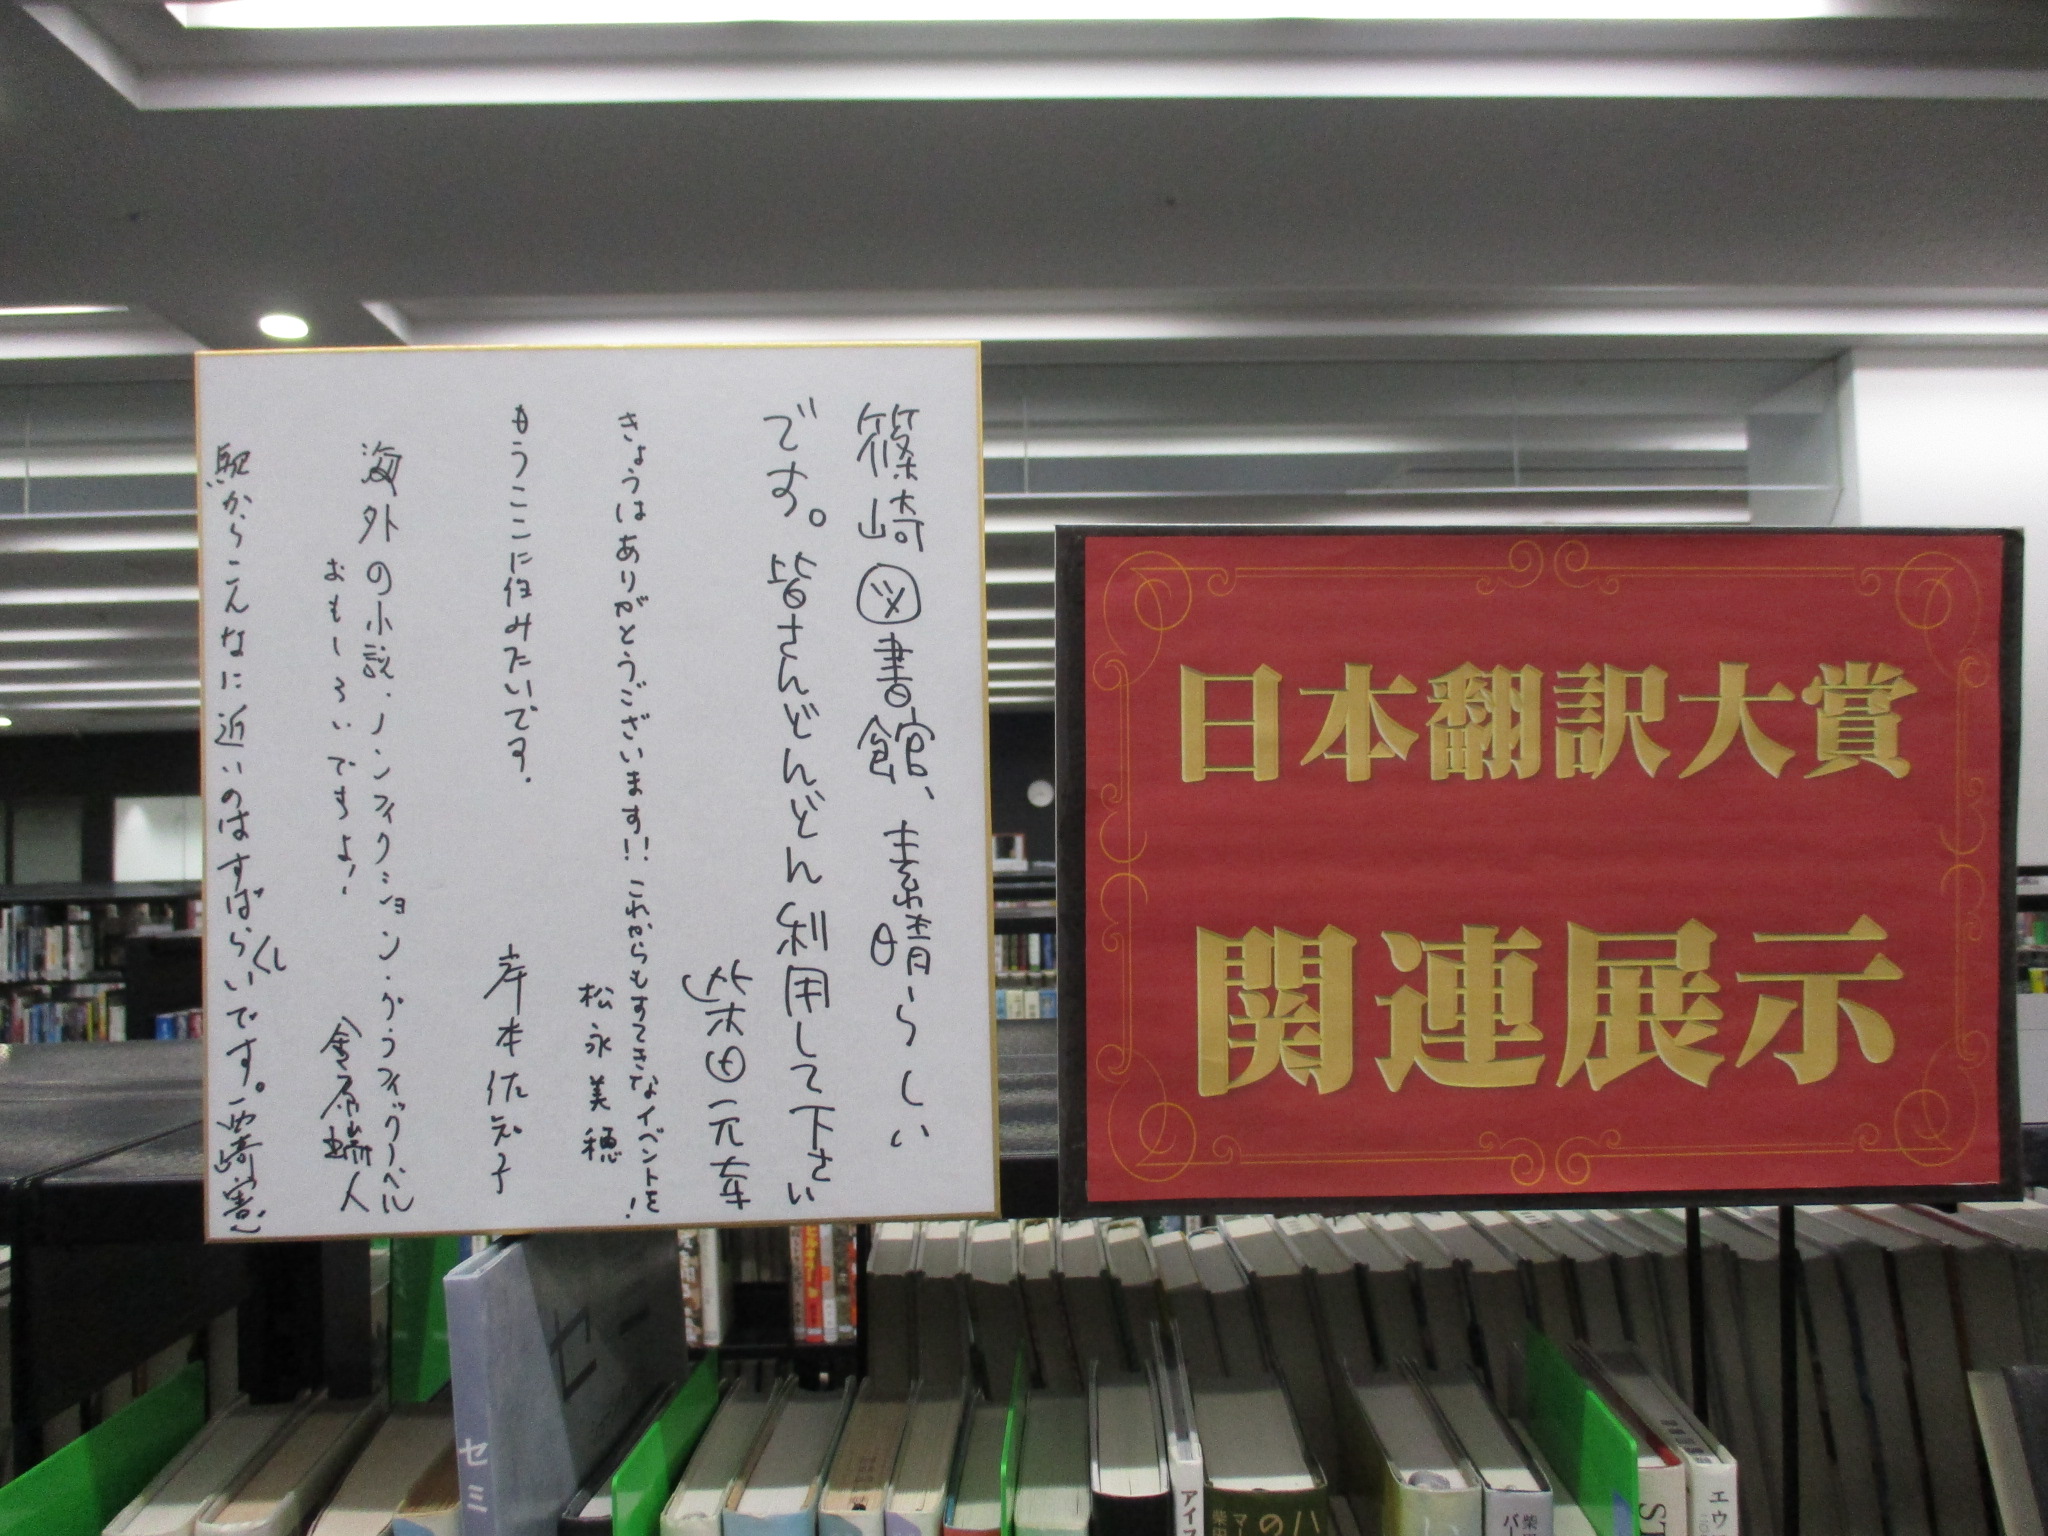 篠崎図書館、素晴らしい
です。皆さんどんどん利用して下さい
柴田元幸
きょうはありがとうございます!! これからもすてきなイベントを!
松永美穂
もうここに住みたいです.
岸本佐知子
海外の小説・ノンフィクション・グラフィックノーベル
おもしろいですよ!
金原瑞人
駅からこんなに近いのはすばらしいです。西崎憲
日本翻訳大賞
関連展示
セミ
セミ
アイス